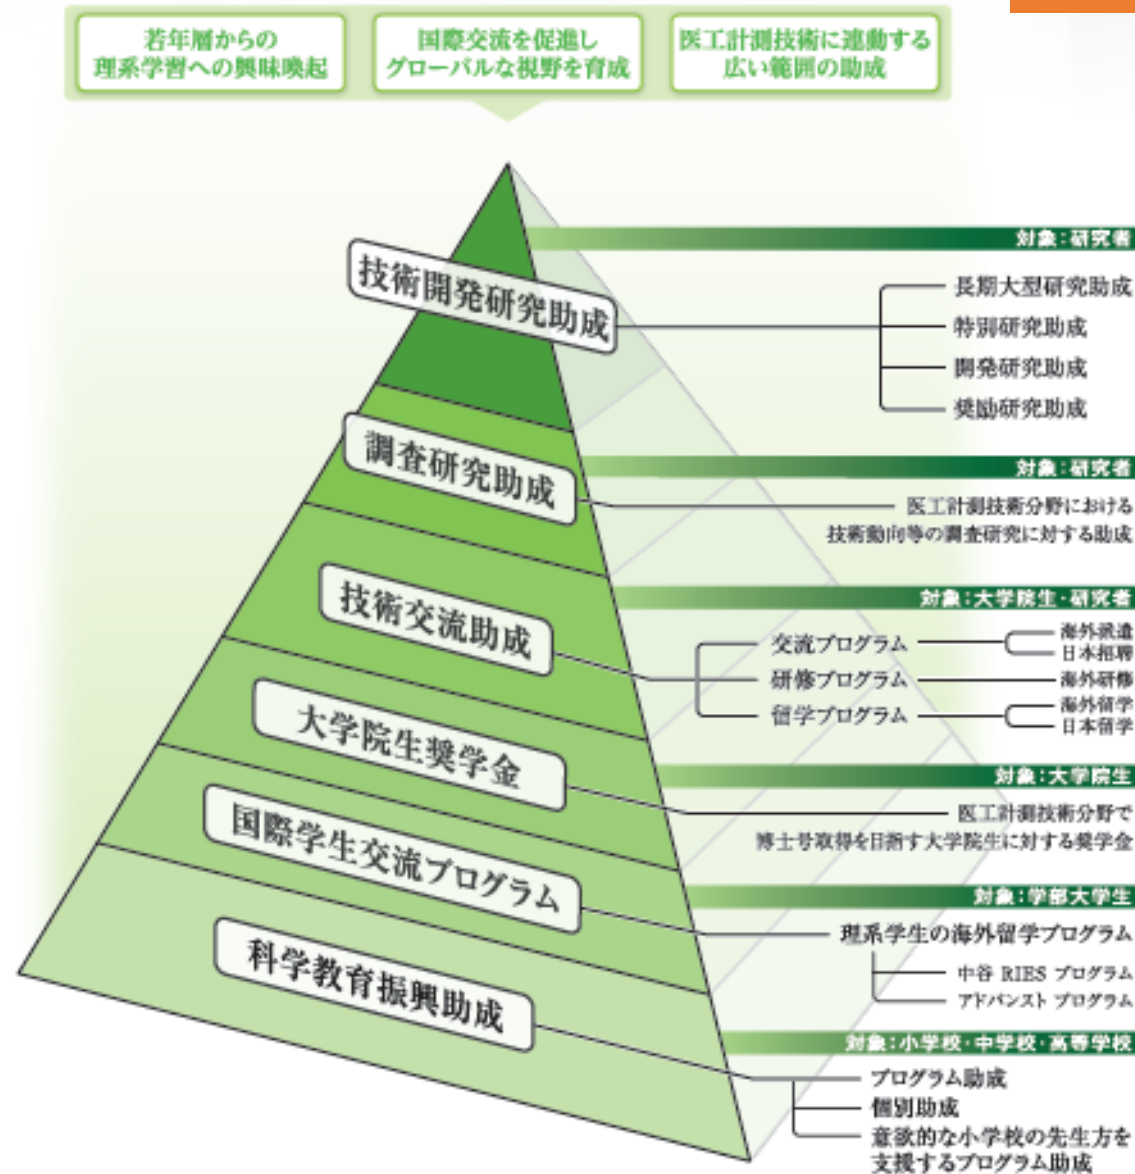 若年層からの
理系学習への興味喚起
国際交流を促進し
グローバルな視野を育成
医工計測技術に連動する
広い範囲の助成
対象:研究者
技術開発研究助成
長期大型研究助成
特別研究助成
開発研究助成
奨励研究助成
対象:研究者
調査研究助成
医工計測技術分野における
技術動向等の調査研究に対する助成
対象:大学院生・研究者
技術交流助成
交流プログラム
海外派遣
日本招聘
研修プログラム
海外研修
留学プログラム
海外留学
日本留学
対象:大学院生
大学院生奨学金
医工計測技術分野で
博士号取得を目指す大学院生に対する奨学金
対象:学部大学生
国際学生交流プログラム
理系学生の海外留学プログラム
中谷 RIES プログラム
アドバンスト プログラム
対象:小学校・中学校・高等学校
科学教育振興助成
プログラム助成
個別助成
意欲的な小学校の先生方を
支援するプログラム助成